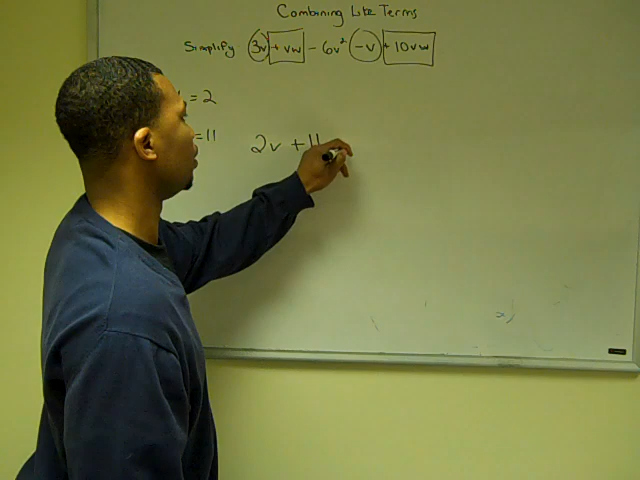 Combining Like Terms
Simplify 3v + vw - 6v² - v + 10vw
= 2
= 11
2v + 11